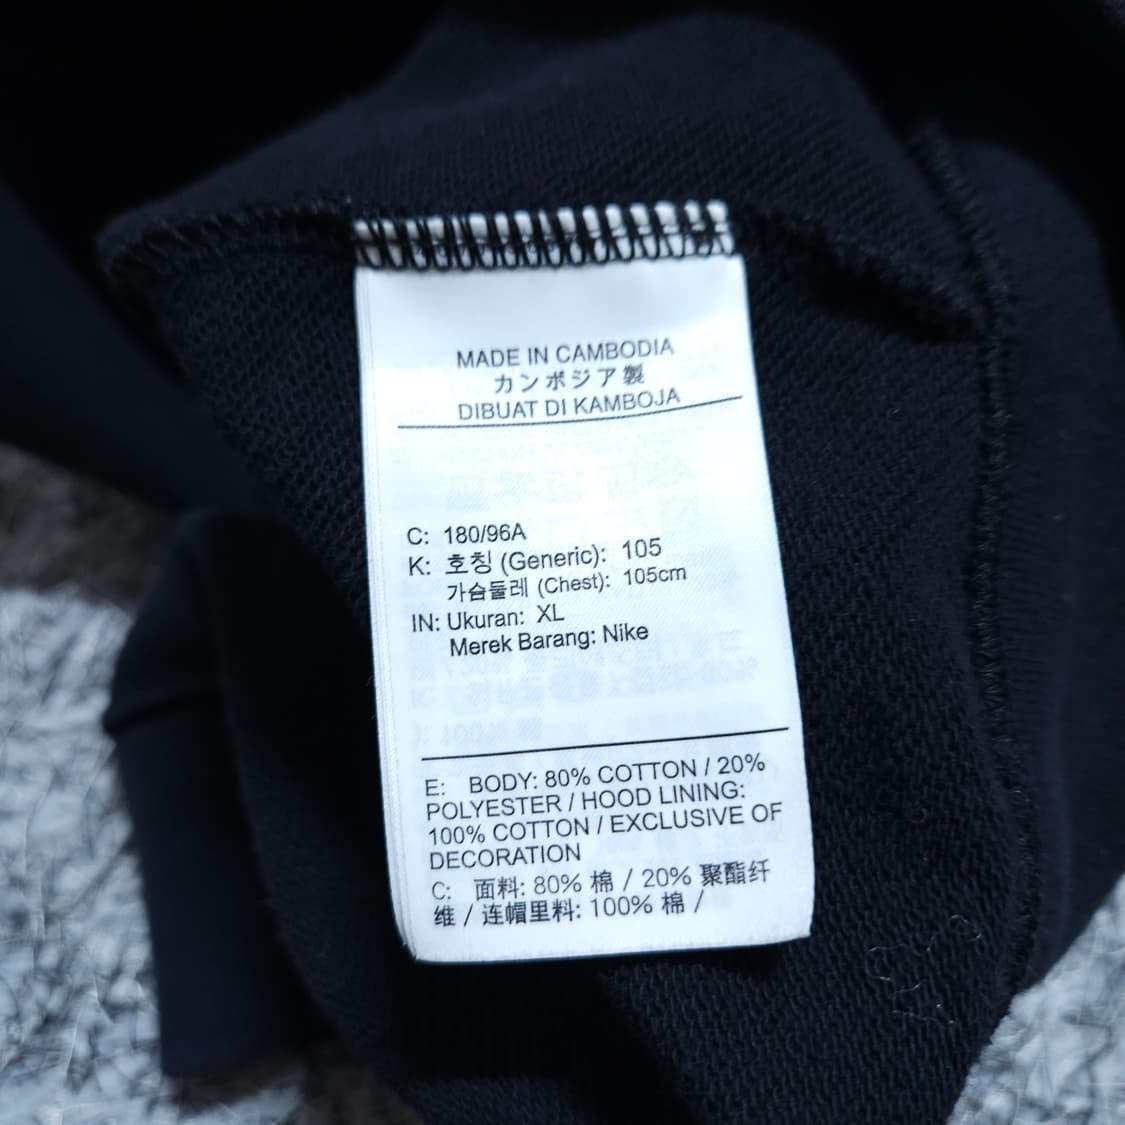 MADE IN CAMBODIA
カンボジア製
DIBUAT DI KAMBOJA
C: 180/96A
K: 호칭 (Generic): 105
가슴둘레 (Chest): 105cm
IN: Ukuran: XL
Merek Barang: Nike
E: BODY: 80% COTTON / 20%
POLYESTER / HOOD LINING:
100% COTTON / EXCLUSIVE OF
DECORATION
C: 面料: 80% 棉 / 20% 聚酯纤
维 / 连帽里料: 100% 棉 /